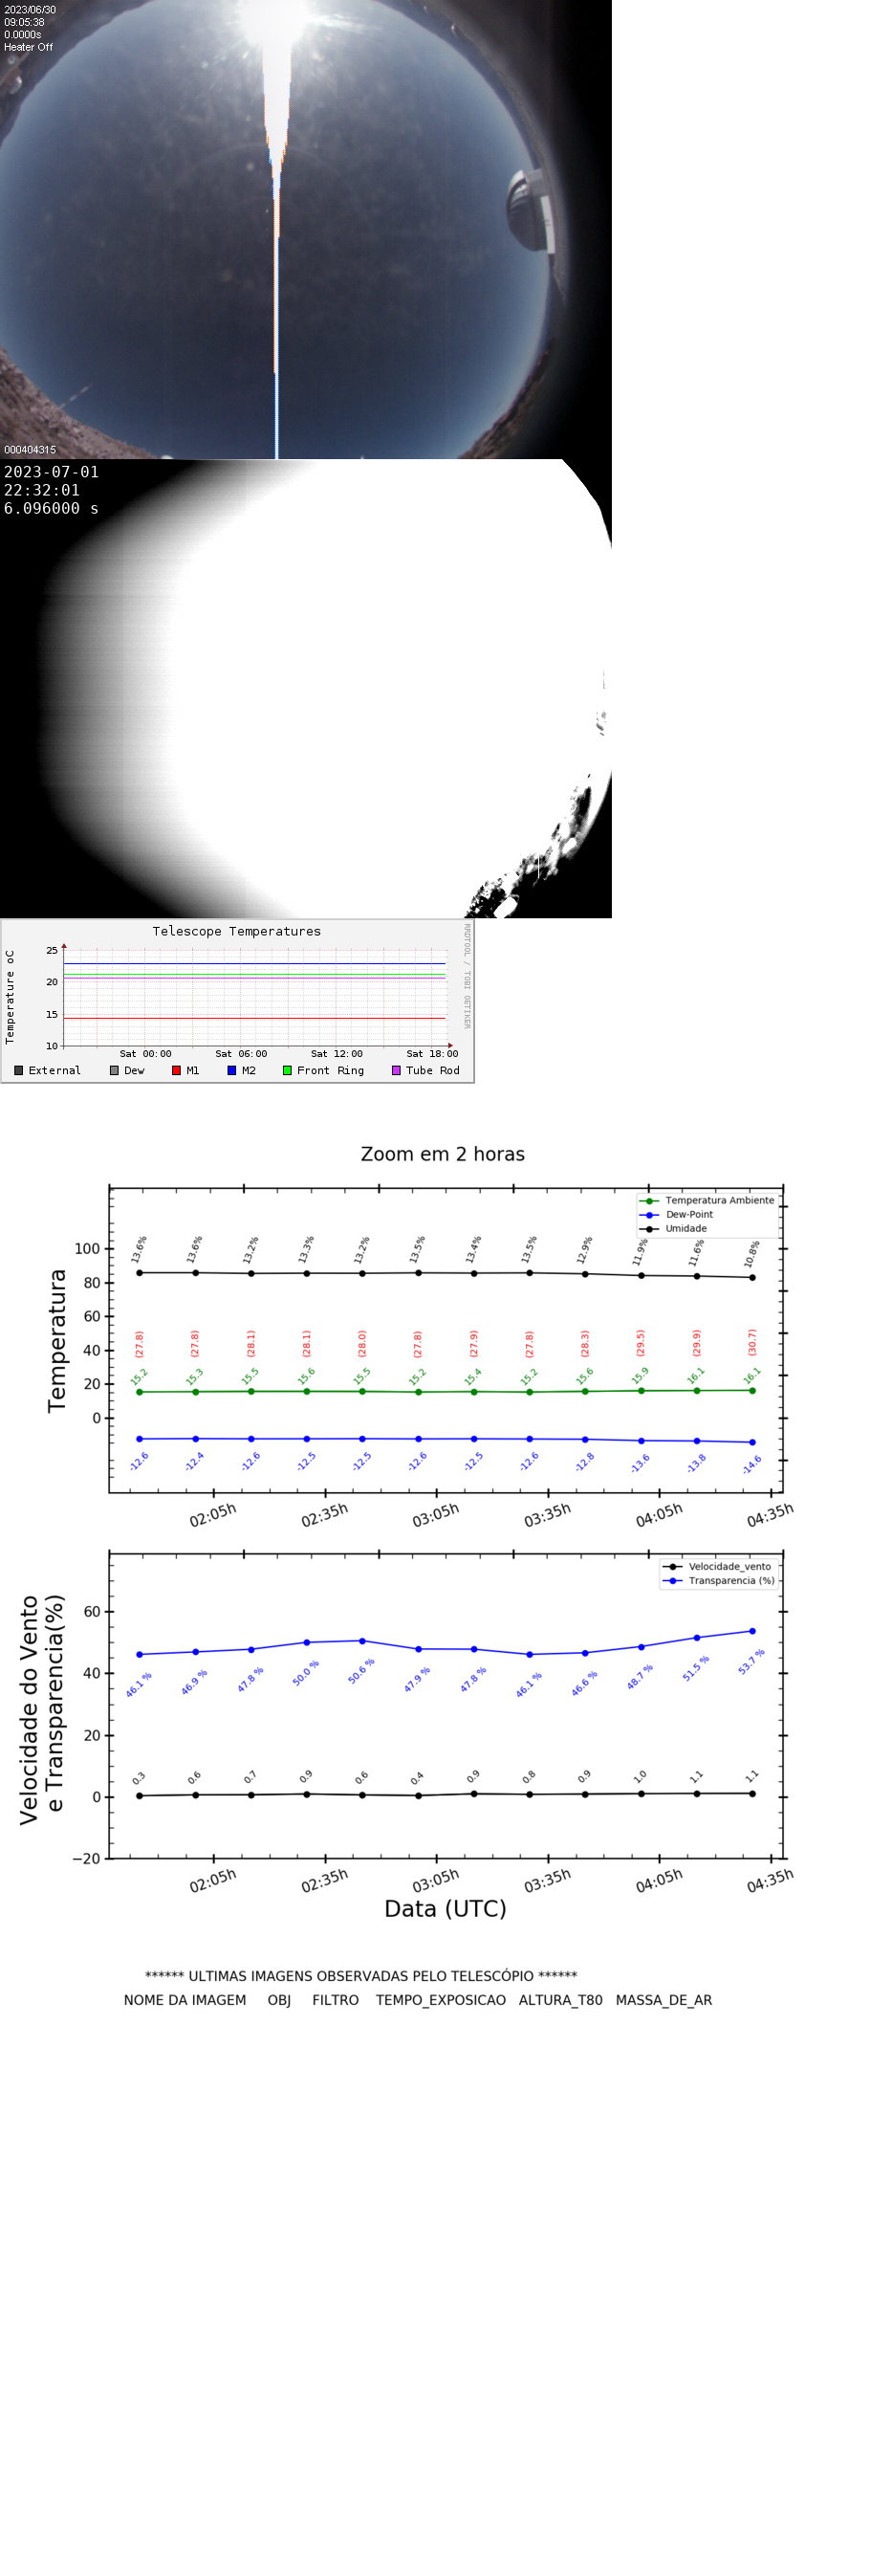 2023/06/30
09:05:38
0.0000s
Heater Off
000404315
2023-07-01
22:32:01
6.096000 s
Telescope Temperatures
RRDTOOL / TOBI OETIKER
Temperature oC
25
20
15
10
Sat 00:00 Sat 06:00 Sat 12:00 Sat 18:00
External Dew M1 M2 Front Ring Tube Rod
Zoom em 2 horas
Temperatura Ambiente
Dew-Point
Umidade
Temperatura
100
80
60
40
20
0
13.6% 13.6% 13.2% 13.3% 13.2% 13.5% 13.4% 13.5% 12.9% 11.9% 11.6% 10.8%
(27.8) (27.8) (28.1) (28.1) (28.0) (27.8) (27.9) (27.8) (28.3) (29.5) (29.9) (30.7)
15.2 15.3 15.5 15.6 15.5 15.2 15.4 15.2 15.6 15.9 16.1 16.1
-12.6 -12.4 -12.6 -12.5 -12.5 -12.6 -12.5 -12.6 -12.8 -13.6 -13.8 -14.6
02:05h 02:35h 03:05h 03:35h 04:05h 04:35h
Velocidade_vento
Transparencia (%)
Velocidade do Vento
e Transparencia(%)
60
40
20
0
−20
46.1 % 46.9 % 47.8 % 50.0 % 50.6 % 47.9 % 47.8 % 46.1 % 46.6 % 48.7 % 51.5 % 53.7 %
0.3 0.6 0.7 0.9 0.6 0.4 0.9 0.8 0.9 1.0 1.1 1.1
02:05h 02:35h 03:05h 03:35h 04:05h 04:35h
Data (UTC)
****** ULTIMAS IMAGENS OBSERVADAS PELO TELESCÓPIO ******
NOME DA IMAGEM OBJ FILTRO TEMPO_EXPOSICAO ALTURA_T80 MASSA_DE_AR